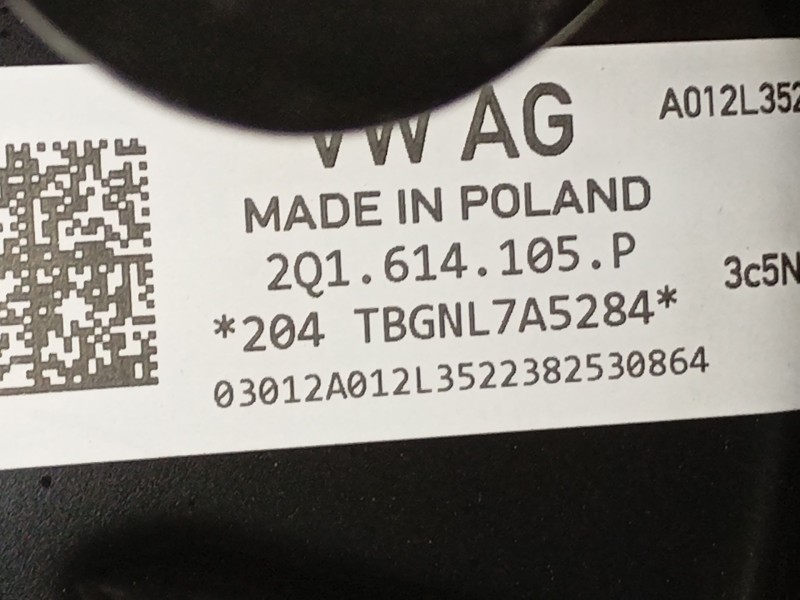 VW AG
A012L352
MADE IN POLAND
2Q1.614.105.P
3c5N
*204 TBGNL7A5284*
03012A012L3522382530864